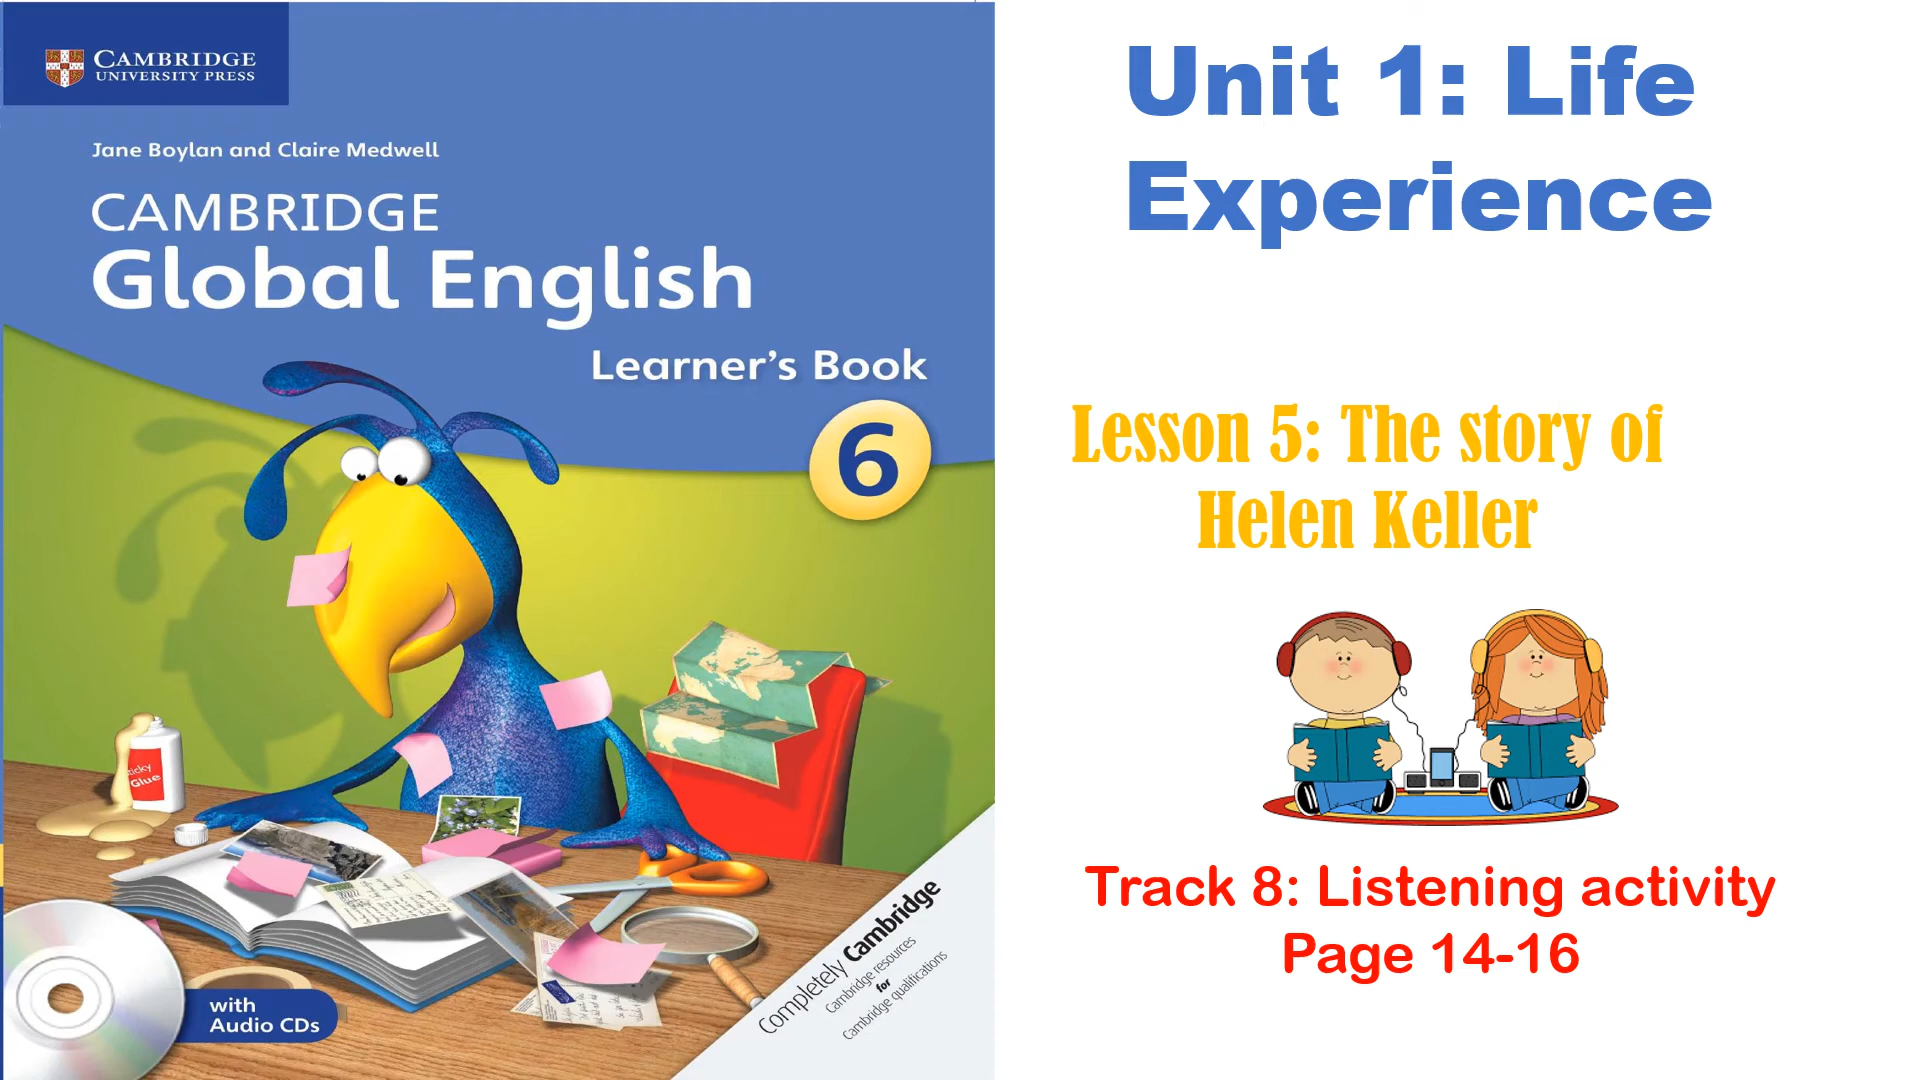 CAMBRIDGE
UNIVERSITY PRESS
Jane Boylan and Claire Medwell
CAMBRIDGE
Global English
Learner's Book
6
Glue
with
Audio CDs
Completely Cambridge
Cambridge resources
for
Cambridge qualifications
Unit 1: Life
Experience
Lesson 5: The story of
Helen Keller
Track 8: Listening activity
Page 14-16